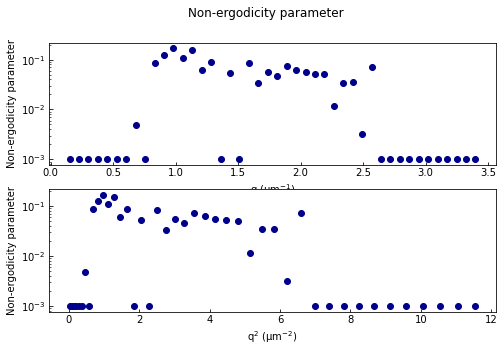 Non-ergodicity parameter
Non-ergodicity parameter
10⁻¹
10⁻²
10⁻³
0.0 0.5 1.0 1.5 2.0 2.5 3.0 3.5
q (μm⁻¹)
Non-ergodicity parameter
10⁻¹
10⁻²
10⁻³
0 2 4 6 8 10 12
q² (μm⁻²)